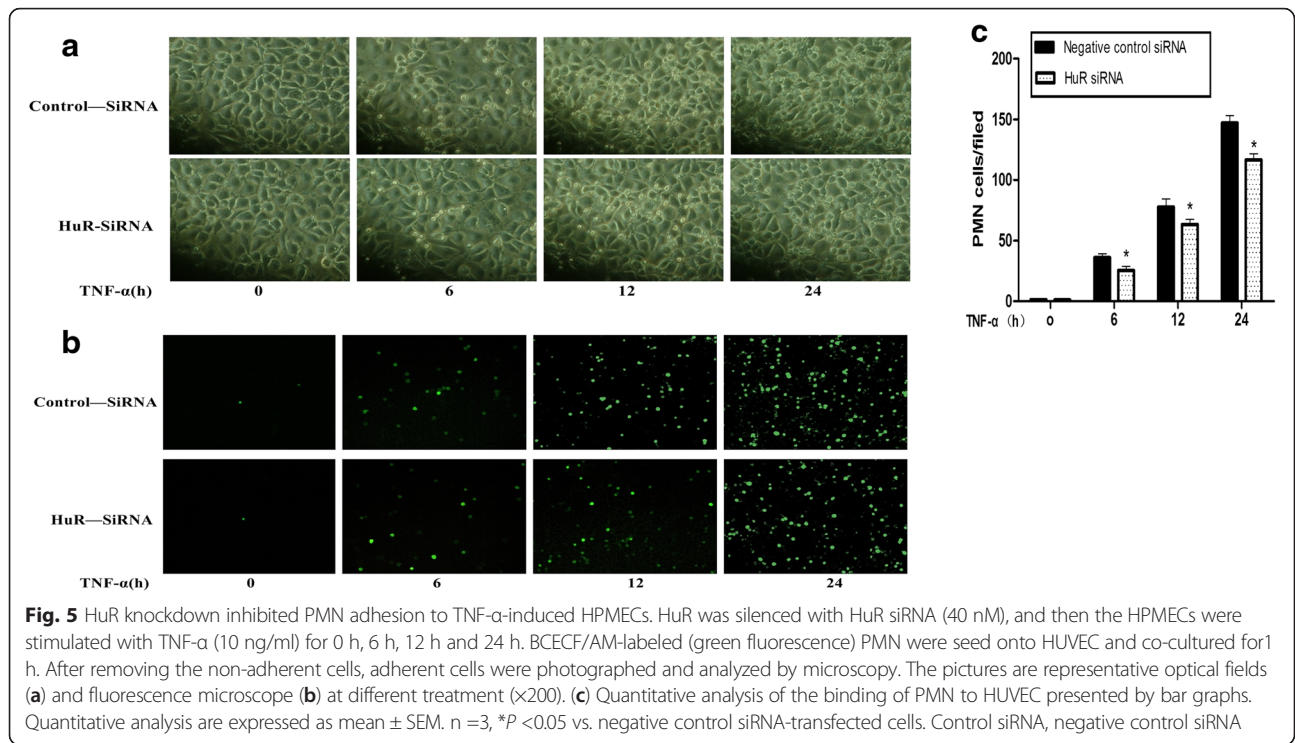 a
Control—SiRNA
HuR-SiRNA
TNF-α(h) 0 6 12 24
b
Control—SiRNA
HuR—SiRNA
TNF-α(h) 0 6 12 24
c
Negative control siRNA
HuR siRNA
PMN cells/filed
200
150
100
50
0
*
*
*
TNF-α (h) o 6 12 24
Fig. 5 HuR knockdown inhibited PMN adhesion to TNF-α-induced HPMECs. HuR was silenced with HuR siRNA (40 nM), and then the HPMECs were
stimulated with TNF-α (10 ng/ml) for 0 h, 6 h, 12 h and 24 h. BCECF/AM-labeled (green fluorescence) PMN were seed onto HUVEC and co-cultured for1
h. After removing the non-adherent cells, adherent cells were photographed and analyzed by microscopy. The pictures are representative optical fields
(a) and fluorescence microscope (b) at different treatment (×200). (c) Quantitative analysis of the binding of PMN to HUVEC presented by bar graphs.
Quantitative analysis are expressed as mean ± SEM. n =3, *P <0.05 vs. negative control siRNA-transfected cells. Control siRNA, negative control siRNA